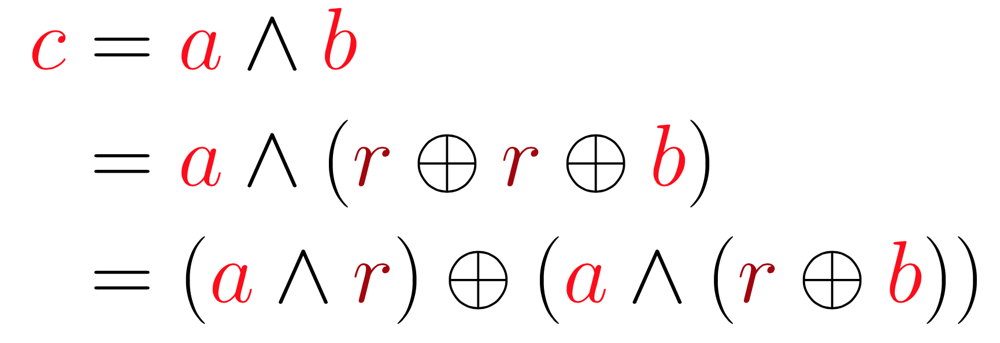 c = a ∧ b
= a ∧ (r ⊕ r ⊕ b)
= (a ∧ r) ⊕ (a ∧ (r ⊕ b))